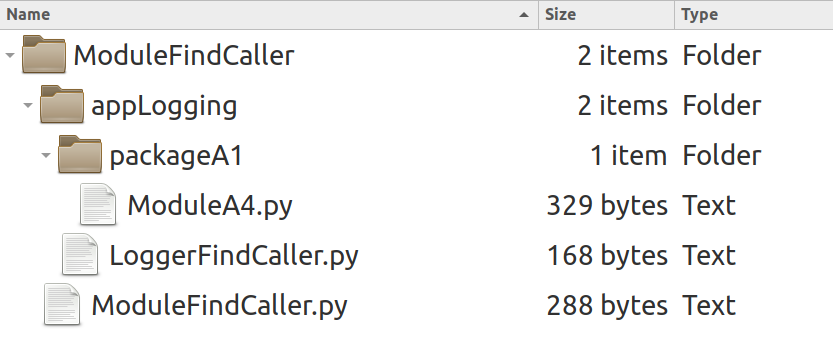 Name Size Type
ModuleFindCaller 2 items Folder
appLogging 2 items Folder
packageA1 1 item Folder
ModuleA4.py 329 bytes Text
LoggerFindCaller.py 168 bytes Text
ModuleFindCaller.py 288 bytes Text